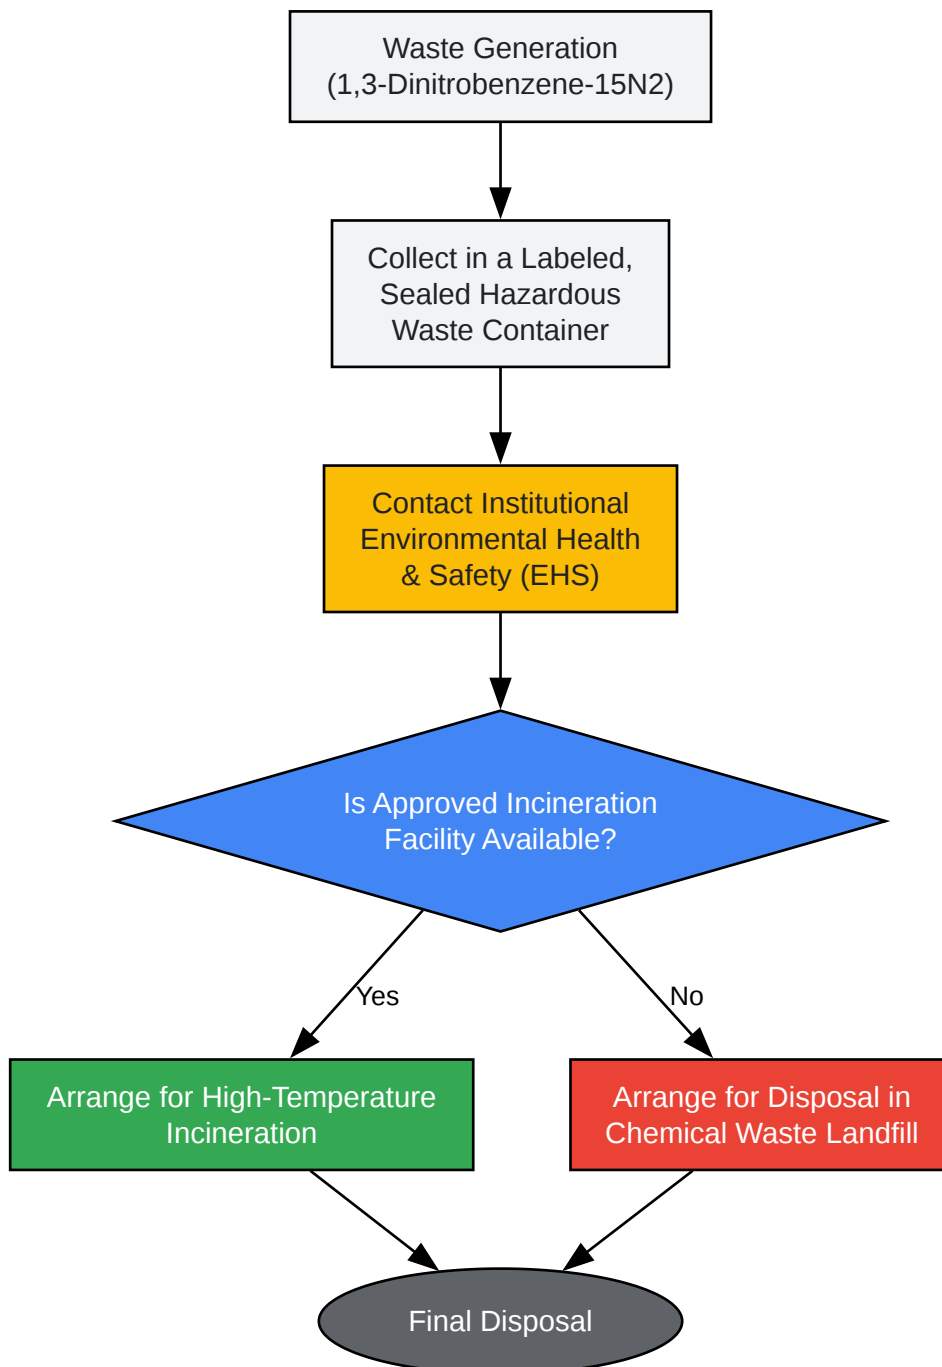 Waste Generation
(1,3-Dinitrobenzene-15N2)
Collect in a Labeled,
Sealed Hazardous
Waste Container
Contact Institutional
Environmental Health
& Safety (EHS)
Is Approved Incineration
Facility Available?
Yes
No
Arrange for High-Temperature
Incineration
Arrange for Disposal in
Chemical Waste Landfill
Final Disposal